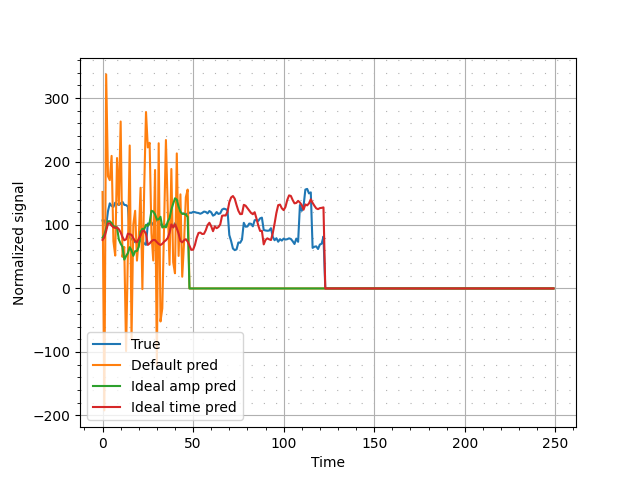 Normalized signal
300
200
100
0
−100
−200
True
Default pred
Ideal amp pred
Ideal time pred
0 50 100 150 200 250
Time